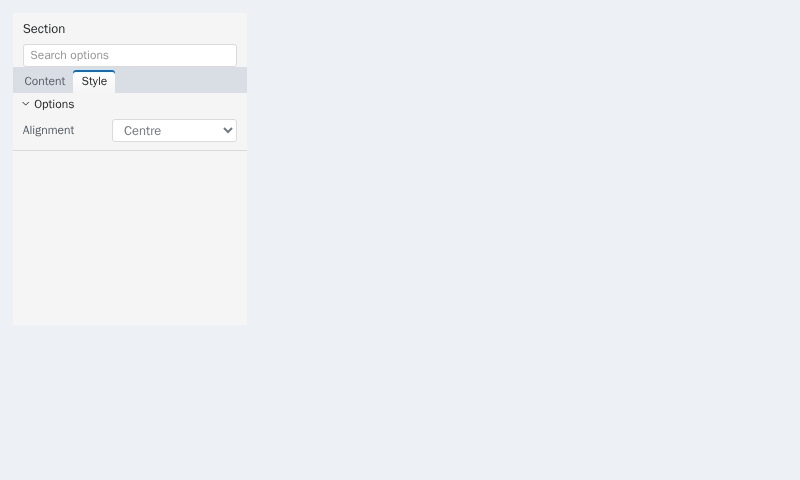 Section
Search options
Content Style
Options
Alignment Centre